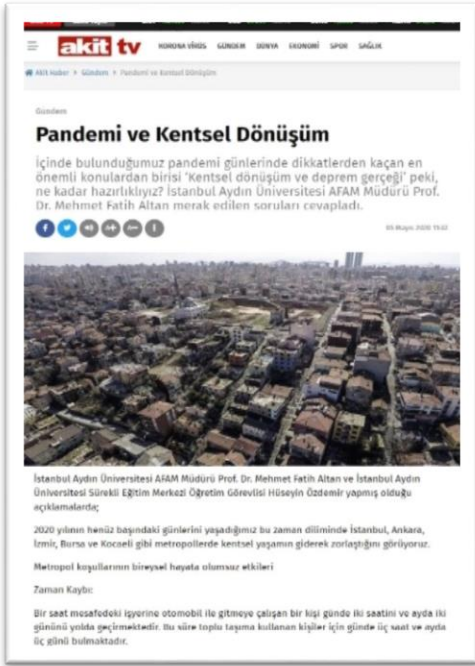 akit tv KORONA VİRÜS GÜNDEM DÜNYA EKONOMİ SPOR SAĞLIK
Akit Haber > Gündem > Pandemi ve Kentsel Dönüşüm
Gündem
Pandemi ve Kentsel Dönüşüm
İçinde bulunduğumuz pandemi günlerinde dikkatlerden kaçan en
önemli konulardan birisi 'Kentsel dönüşüm ve deprem gerçeği' peki,
ne kadar hazırlıklıyız? İstanbul Aydın Üniversitesi AFAM Müdürü Prof.
Dr. Mehmet Fatih Altan merak edilen soruları cevapladı.
Mayıs 2020
İstanbul Aydın Üniversitesi AFAM Müdürü Prof. Dr. Mehmet Fatih Altan ve İstanbul Aydın
Üniversitesi Sürekli Eğitim Merkezi Öğretim Görevlisi Hüseyin Özdemir yapmış olduğu
açıklamalarda;
2020 yılının henüz başındaki günlerini yaşadığımız bu zaman diliminde İstanbul, Ankara,
İzmir, Bursa ve Kocaeli gibi metropollerde kentsel yaşamın giderek zorlaştığını görüyoruz.
Metropol koşullarının bireysel hayata olumsuz etkileri
Zaman Kaybı:
Bir saat mesafedeki işyerine otomobil ile gitmeye çalışan bir kişi günde iki saatini ve ayda iki
gününü yolda geçirmektedir. Bu süre toplu taşıma kullanan kişiler için günde üç saat ve ayda
üç günü bulmaktadır.